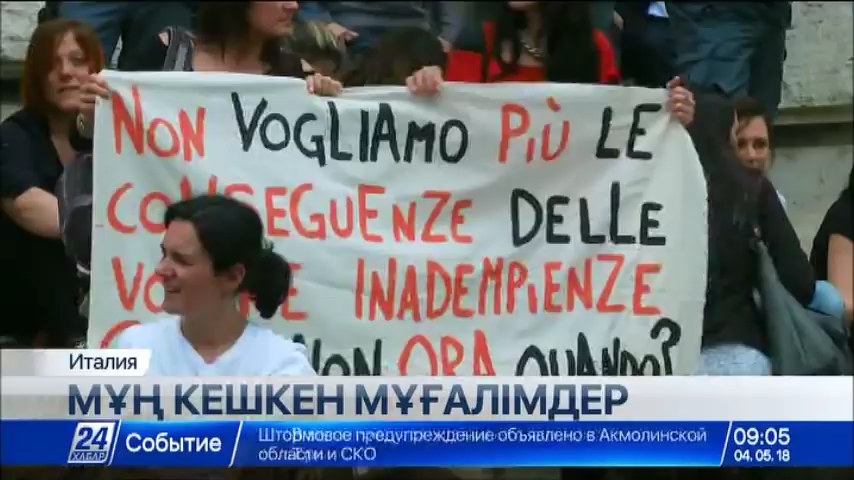 NON VOGLIAMO PIÙ LE
CONSEGUENZE DELLE
INADEMPIENZE
NON ORA QUANDO?
Италия
МҰҢ КЕШКЕН МҰҒАЛІМДЕР
24
ХАБАР
Событие
Штормовое предупреждение объявлено в Акмолинской
области и СКО
09:05
04.05.18